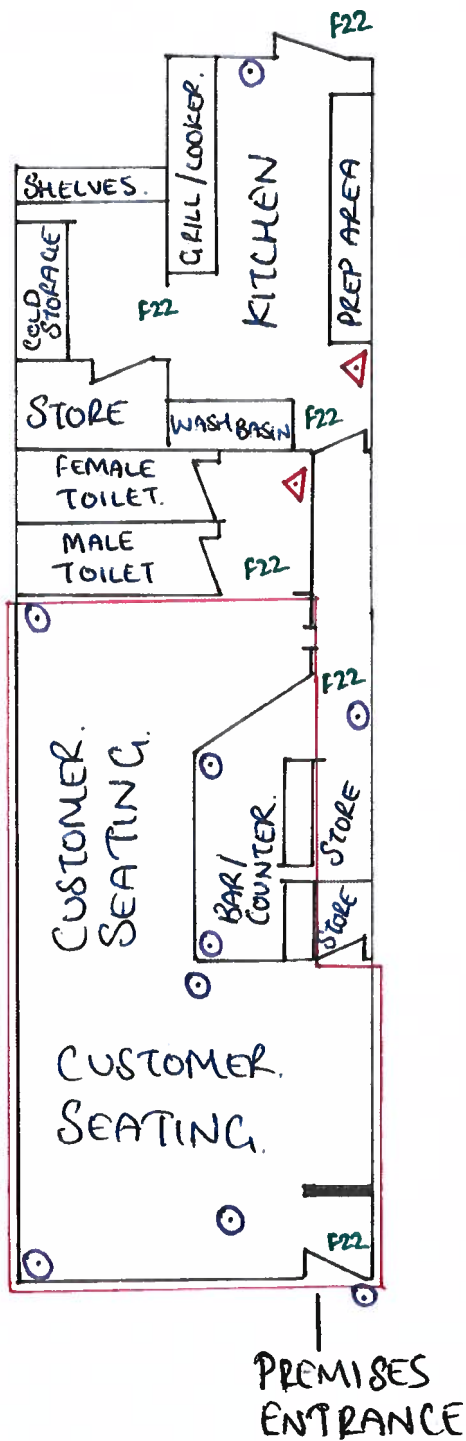 F22
GRILL/COOKER.
KITCHEN
PREP AREA
SHELVES.
COLD
STORAGE
F22
STORE
WASH BASIN
F22
FEMALE
TOILET.
MALE
TOILET
F22
F22
CUSTOMER.
SEATING.
BAR/
COUNTER.
STORE
STORE
CUSTOMER.
SEATING.
F22
PREMISES
ENTRANCE